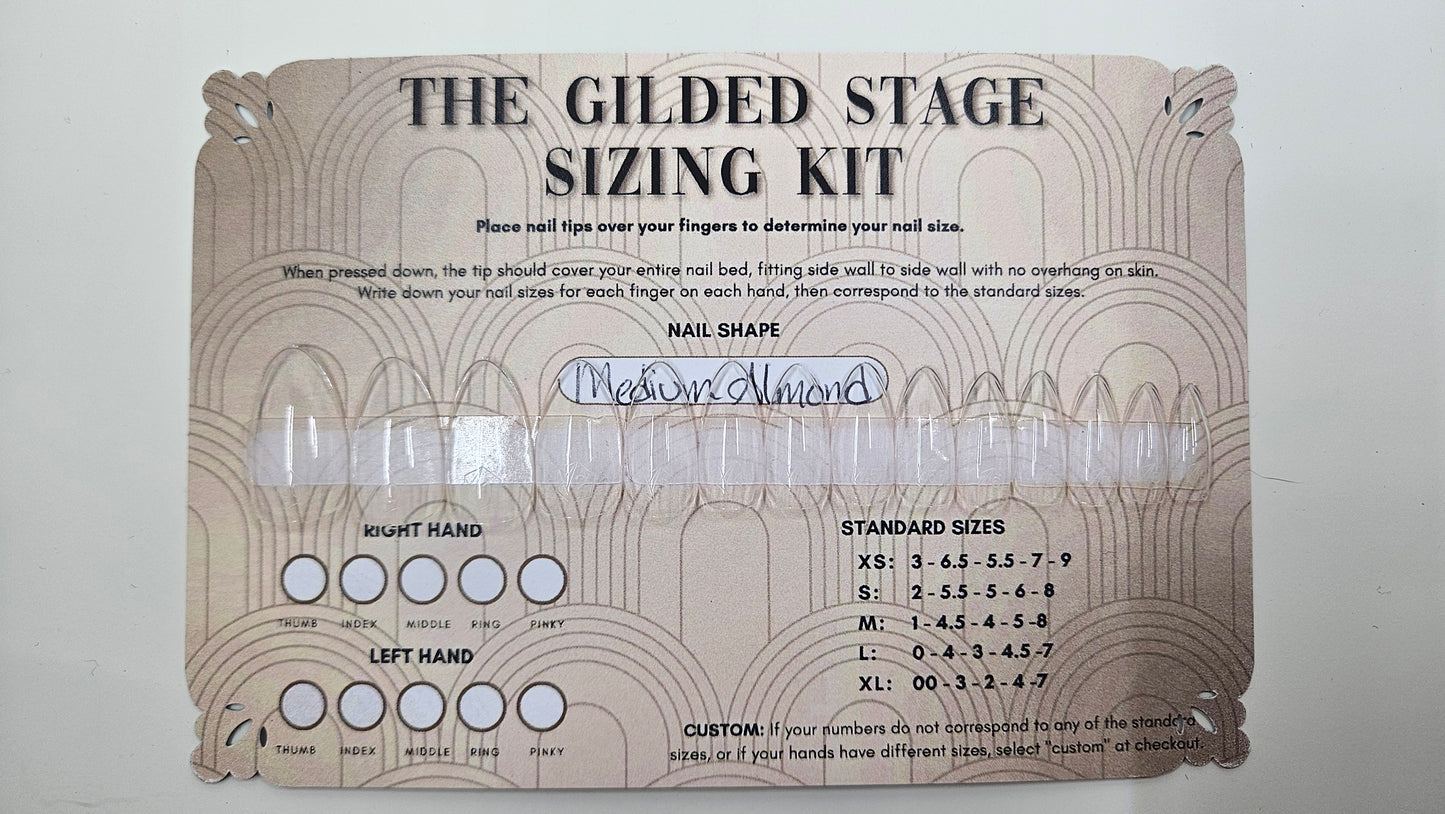 THE GILDED STAGE
SIZING KIT
Place nail tips over your fingers to determine your nail size.
When pressed down, the tip should cover your entire nail bed, fitting side wall to side wall with no overhang on skin.
Write down your nail sizes for each finger on each hand, then correspond to the standard sizes.
NAIL SHAPE
Medium Almond
RIGHT HAND
THUMB INDEX MIDDLE RING PINKY
LEFT HAND
THUMB INDEX MIDDLE RING PINKY
STANDARD SIZES
XS: 3 - 6.5 - 5.5 - 7 - 9
S: 2 - 5.5 - 5 - 6 - 8
M: 1 - 4.5 - 4 - 5 -8
L: 0 - 4 - 3 - 4.5 -7
XL: 00 - 3 - 2 - 4 -7
CUSTOM: If your numbers do not correspond to any of the standard
sizes, or if your hands have different sizes, select "custom" at checkout.